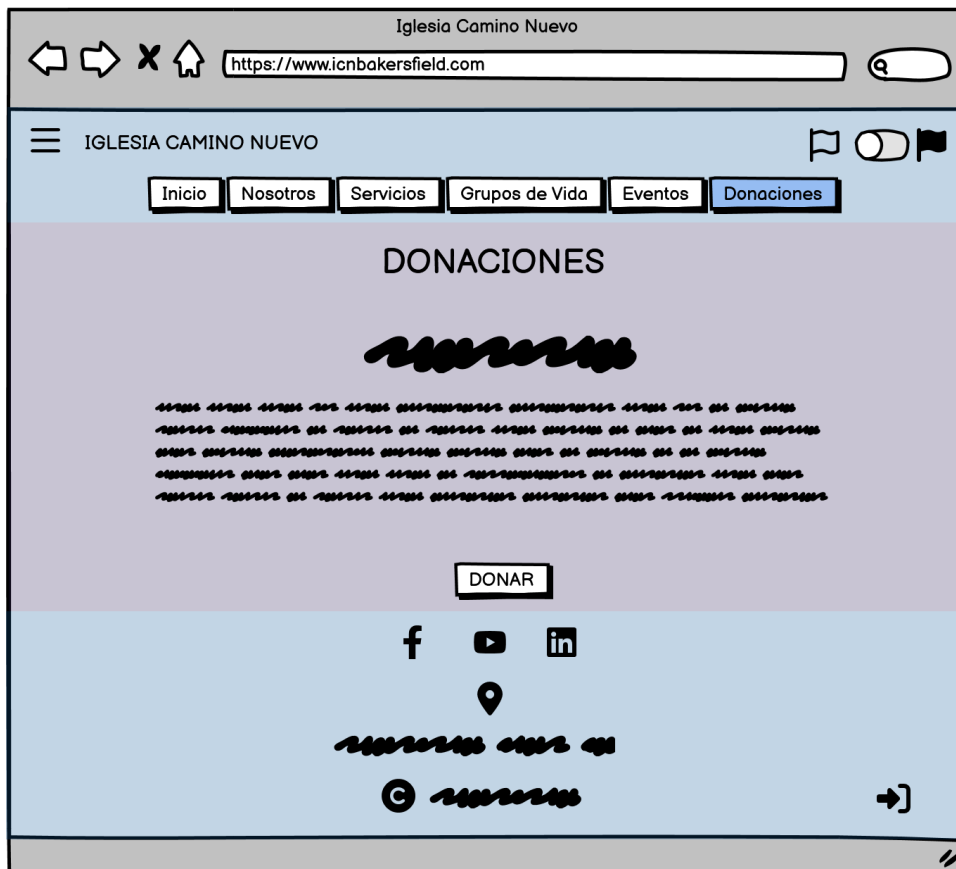 Iglesia Camino Nuevo
https://www.icnbakersfield.com
IGLESIA CAMINO NUEVO
Inicio Nosotros Servicios Grupos de Vida Eventos Donaciones
DONACIONES
DONAR